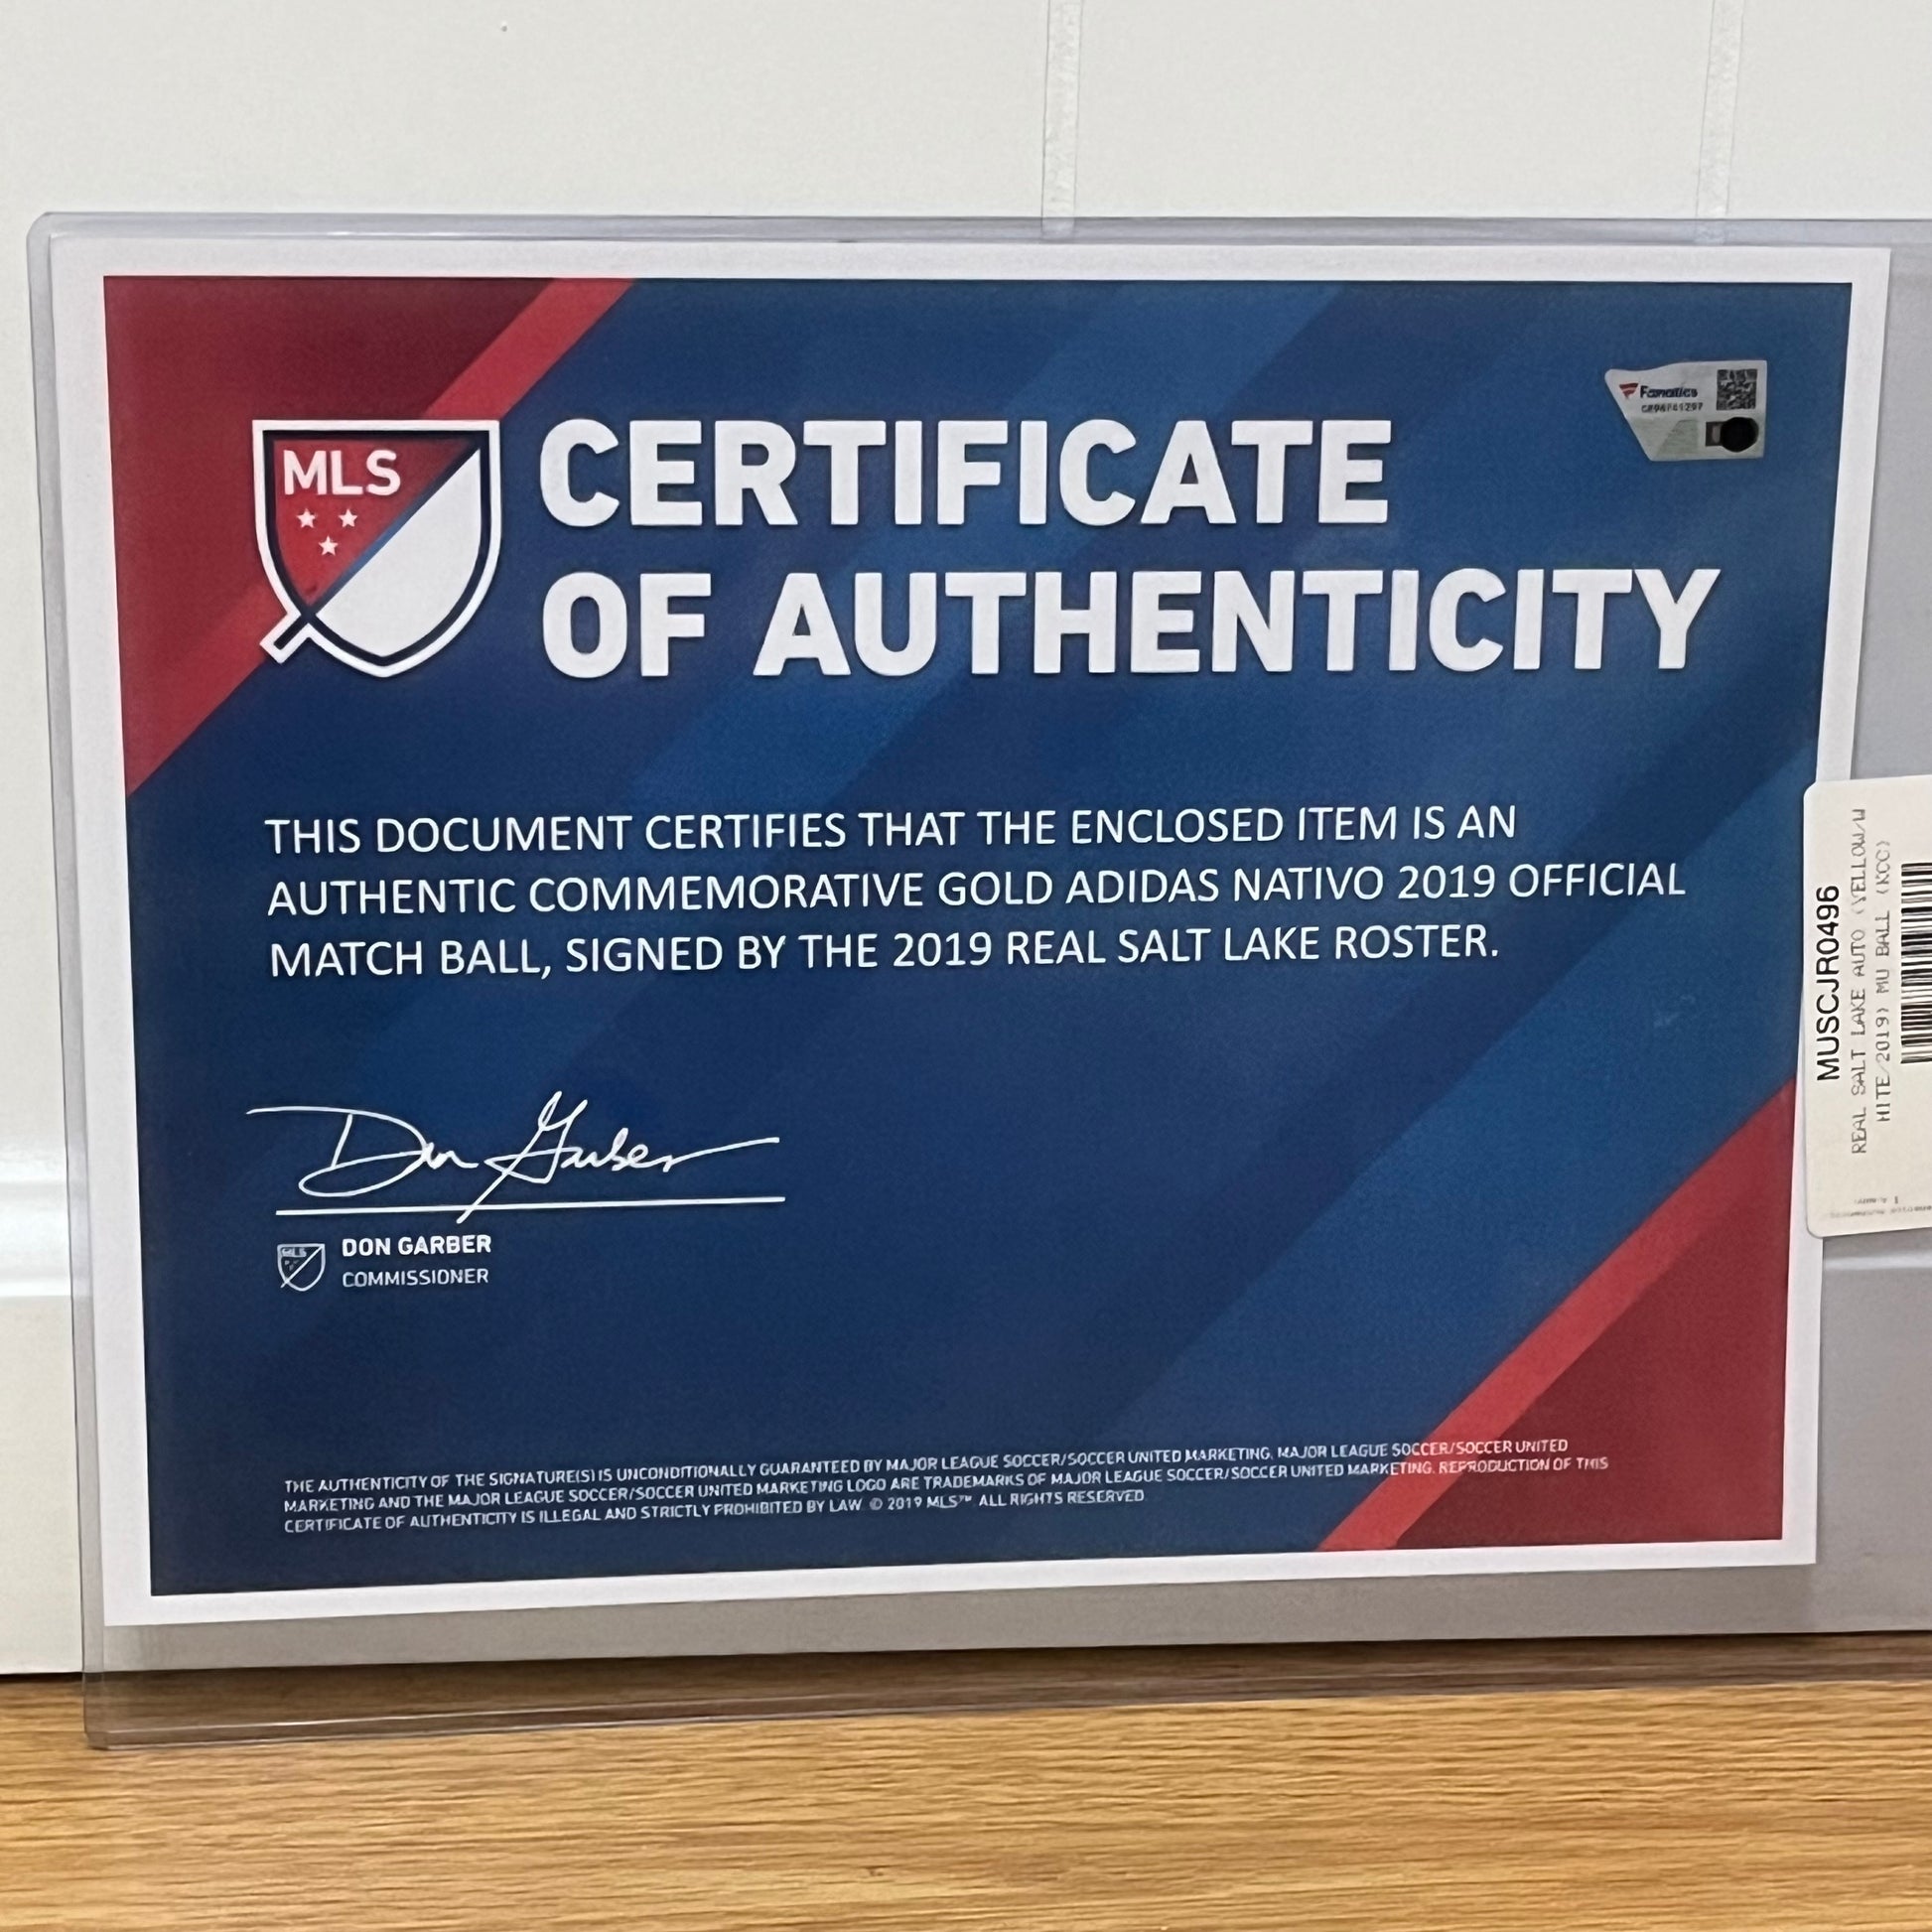 MLS
CERTIFICATE
OF AUTHENTICITY
Fanatics
THIS DOCUMENT CERTIFIES THAT THE ENCLOSED ITEM IS AN
AUTHENTIC COMMEMORATIVE GOLD ADIDAS NATIVO 2019 OFFICIAL
MATCH BALL, SIGNED BY THE 2019 REAL SALT LAKE ROSTER.
Don Garber
MLS
DON GARBER
COMMISSIONER
THE AUTHENTICITY OF THE SIGNATURE(S) IS UNCONDITIONALLY GUARANTEED BY MAJOR LEAGUE SOCCER/SOCCER UNITED MARKETING. MAJOR LEAGUE SOCCER/SOCCER UNITED
MARKETING AND THE MAJOR LEAGUE SOCCER/SOCCER UNITED MARKETING LOGO ARE TRADEMARKS OF MAJOR LEAGUE SOCCER/SOCCER UNITED MARKETING. REPRODUCTION OF THIS
CERTIFICATE OF AUTHENTICITY IS ILLEGAL AND STRICTLY PROHIBITED BY LAW. © 2019 MLS™ ALL RIGHTS RESERVED
MUSCJR0496
REAL SALT LAKE AUTO (YELLOW/W
HITE/2019) MU BALL (KCC)